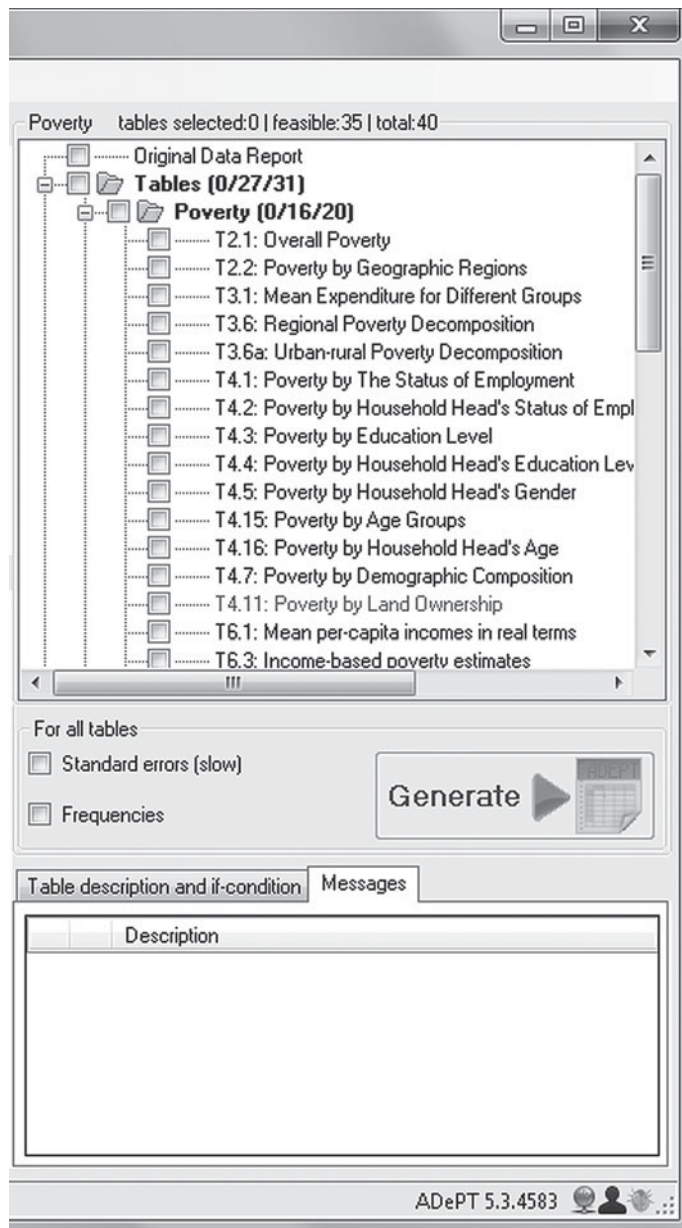 Poverty tables selected:0 | feasible:35 | total:40
Original Data Report
Tables (0/27/31)
Poverty (0/16/20)
T2.1: Overall Poverty
T2.2: Poverty by Geographic Regions
T3.1: Mean Expenditure for Different Groups
T3.6: Regional Poverty Decomposition
T3.6a: Urban-rural Poverty Decomposition
T4.1: Poverty by The Status of Employment
T4.2: Poverty by Household Head's Status of Empl
T4.3: Poverty by Education Level
T4.4: Poverty by Household Head's Education Lev
T4.5: Poverty by Household Head's Gender
T4.15: Poverty by Age Groups
T4.16: Poverty by Household Head's Age
T4.7: Poverty by Demographic Composition
T4.11: Poverty by Land Ownership
T6.1: Mean per-capita incomes in real terms
T6.3: Income-based poverty estimates
For all tables
Standard errors (slow)
Frequencies
Generate ADEPT
Table description and if-condition Messages
Description
ADePT 5.3.4583